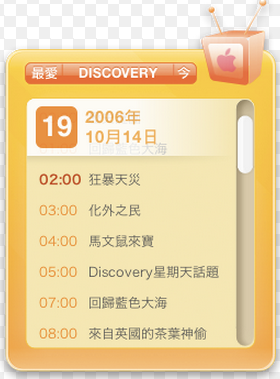 最愛 DISCOVERY 今
19 2006年
10月14日
回歸藍色大海
02:00 狂暴天災
03:00 化外之民
04:00 馬文鼠來寶
05:00 Discovery星期天話題
07:00 回歸藍色大海
08:00 來自英國的茶葉神偷